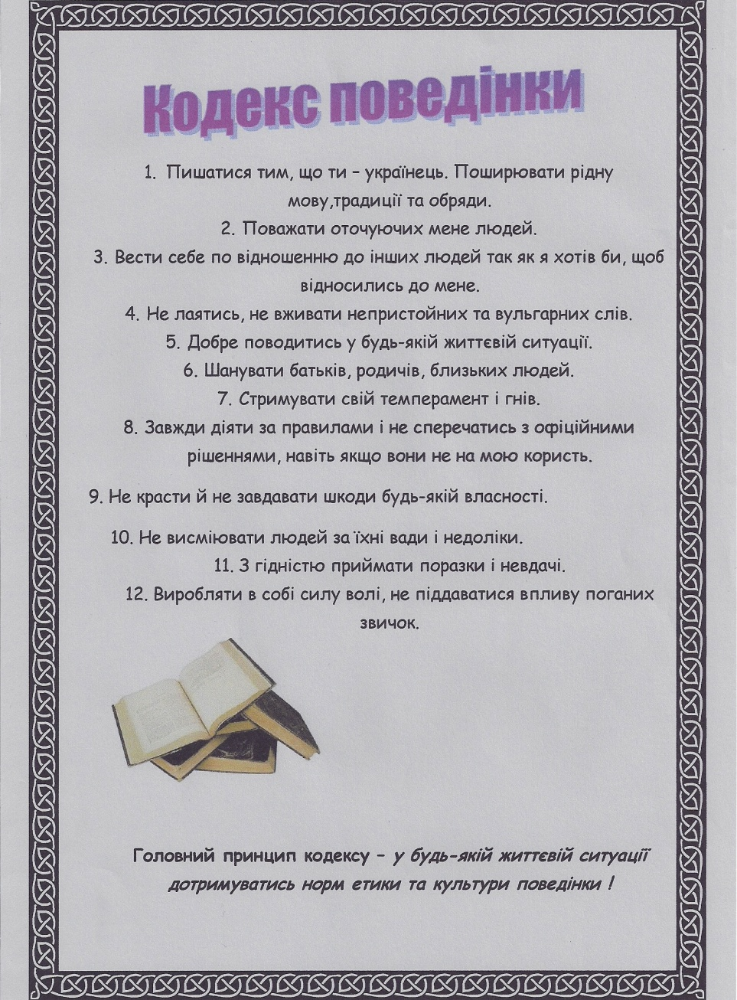 Кодекс поведінки
1. Пишатися тим, що ти – українець. Поширювати рідну
мову,традиції та обряди.
2. Поважати оточуючих мене людей.
3. Вести себе по відношенню до інших людей так як я хотів би, щоб
відносились до мене.
4. Не лаятись, не вживати непристойних та вульгарних слів.
5. Добре поводитись у будь-якій життєвій ситуації.
6. Шанувати батьків, родичів, близьких людей.
7. Стримувати свій темперамент і гнів.
8. Завжди діяти за правилами і не сперечатись з офіційними
рішеннями, навіть якщо вони не на мою користь.
9. Не красти й не завдавати шкоди будь-якій власності.
10. Не висміювати людей за їхні вади і недоліки.
11. З гідністю приймати поразки і невдачі.
12. Виробляти в собі силу волі, не піддаватися впливу поганих
звичок.
Головний принцип кодексу – у будь-якій життєвій ситуації
дотримуватись норм етики та культури поведінки !